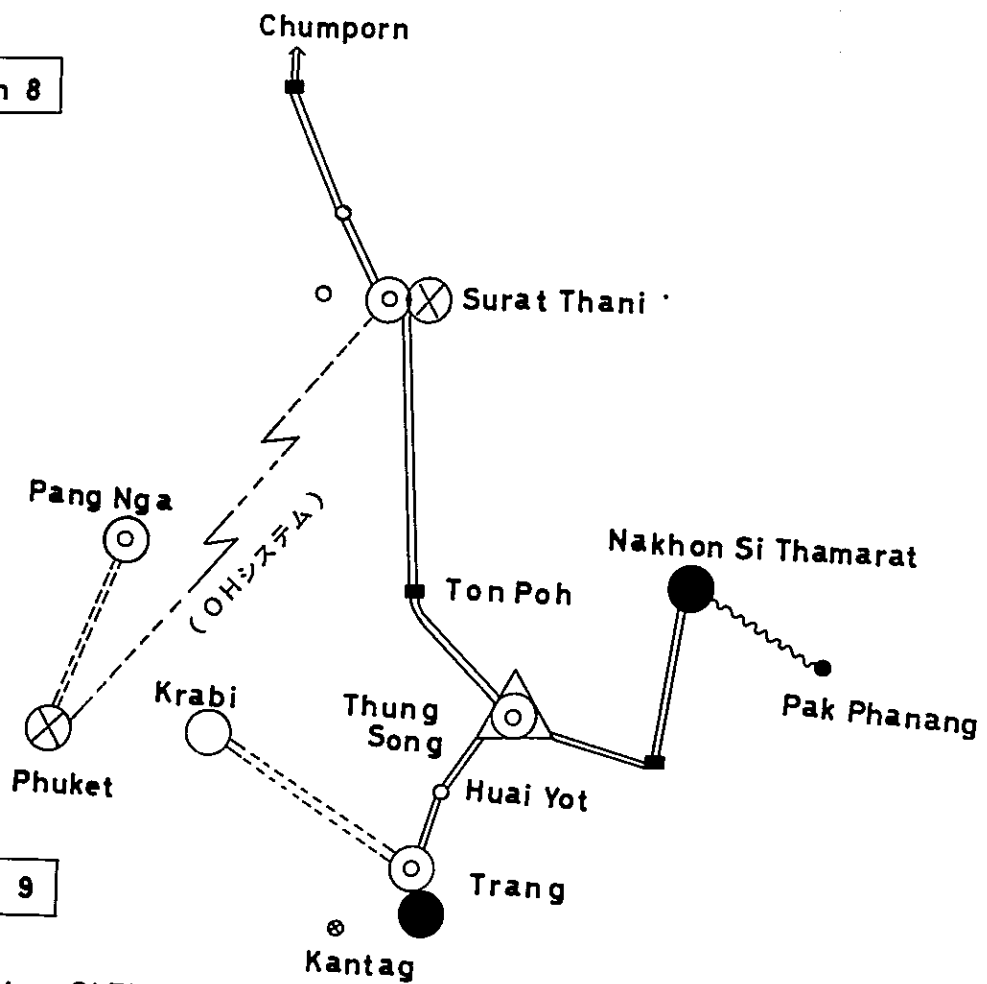 Chumporn
n 8
Surat Thani
Pang Nga
(OHシステム)
Nakhon Si Thamarat
Ton Poh
Krabi
Thung
Song
Pak Phanang
Phuket
Huai Yot
9
Trang
Kantag